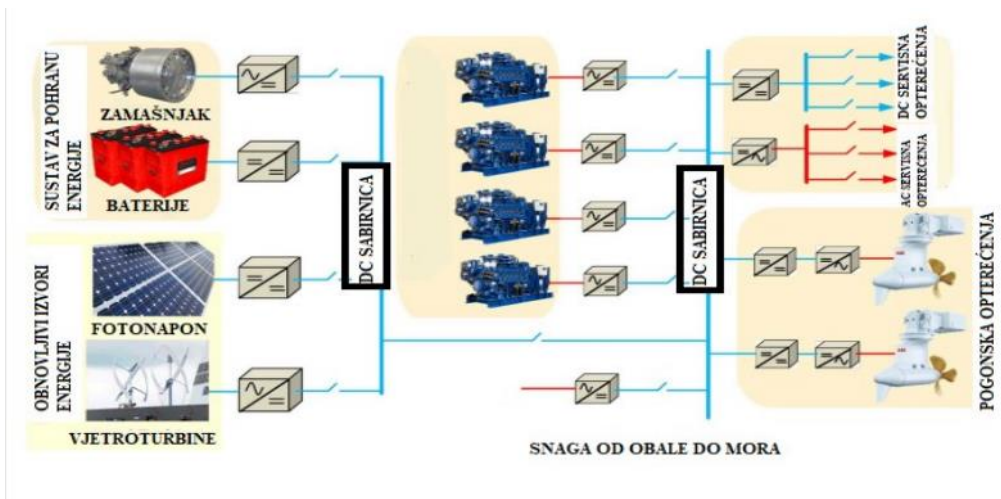 SUSTAV ZA POHRANU
ENERGIJE
ZAMAŠNJAK
BATERIJE
OBNOVLJIVI IZVORI
ENERGIJE
FOTONAPON
VJETROTURBINE
DC SABIRNICA
DC SABIRNICA
DC SERVISNA
OPTEREĆENJA
AC SERVISNA
OPTEREĆENJA
POGONSKA OPTEREĆENJA
SNAGA OD OBALE DO MORA